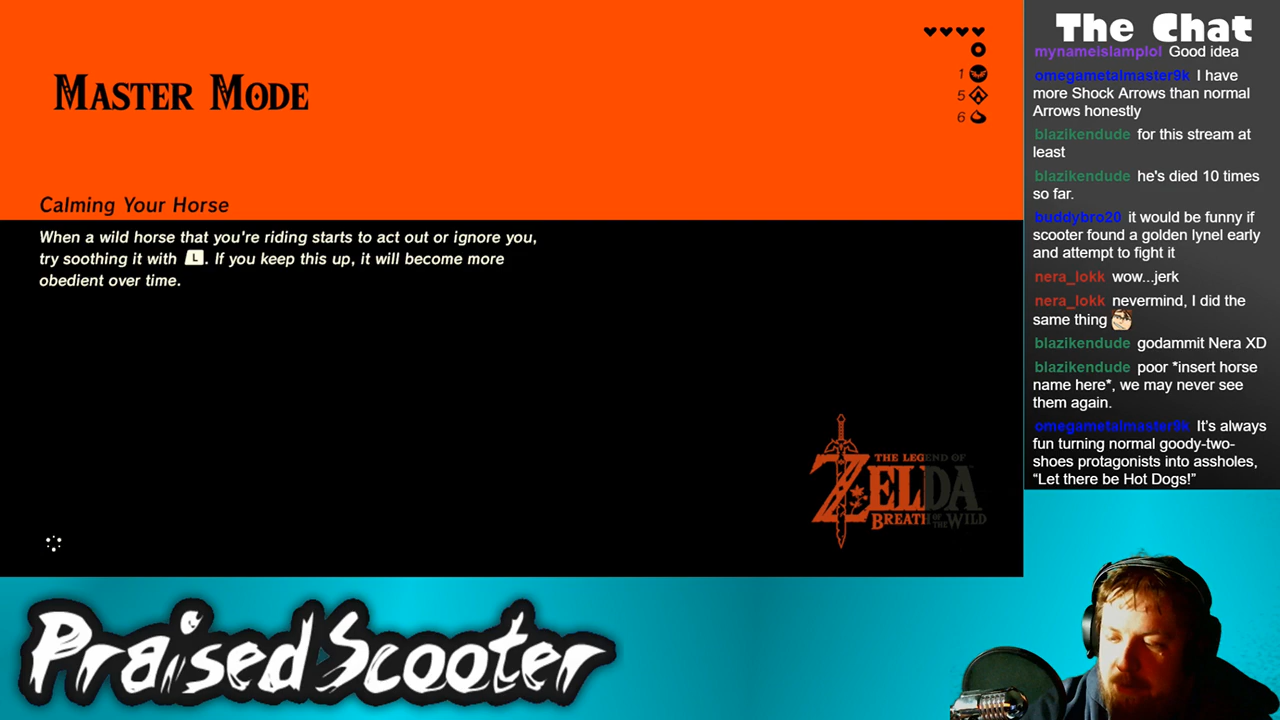 MASTER MODE
1
5
6
Calming Your Horse
When a wild horse that you're riding starts to act out or ignore you,
try soothing it with L. If you keep this up, it will become more
obedient over time.
THE LEGEND OF
ZELDA
BREATH OF THE WILD
The Chat
mynameislamplol Good idea
omegametalmaster9k I have
more Shock Arrows than normal
Arrows honestly
blazikendude for this stream at
least
blazikendude he's died 10 times
so far.
buddybro20 it would be funny if
scooter found a golden lynel early
and attempt to fight it
nera_lokk wow...jerk
nera_lokk nevermind, I did the
same thing
blazikendude godammit Nera XD
blazikendude poor *insert horse
name here*, we may never see
them again.
omegametalmaster9k It's always
fun turning normal goody-two-
shoes protagonists into assholes,
“Let there be Hot Dogs!”
PraisedScooter